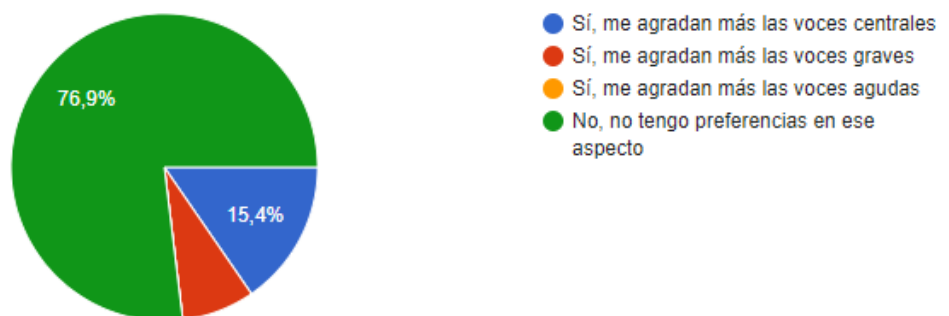 76,9%
15,4%
Sí, me agradan más las voces centrales
Sí, me agradan más las voces graves
Sí, me agradan más las voces agudas
No, no tengo preferencias en ese
aspecto